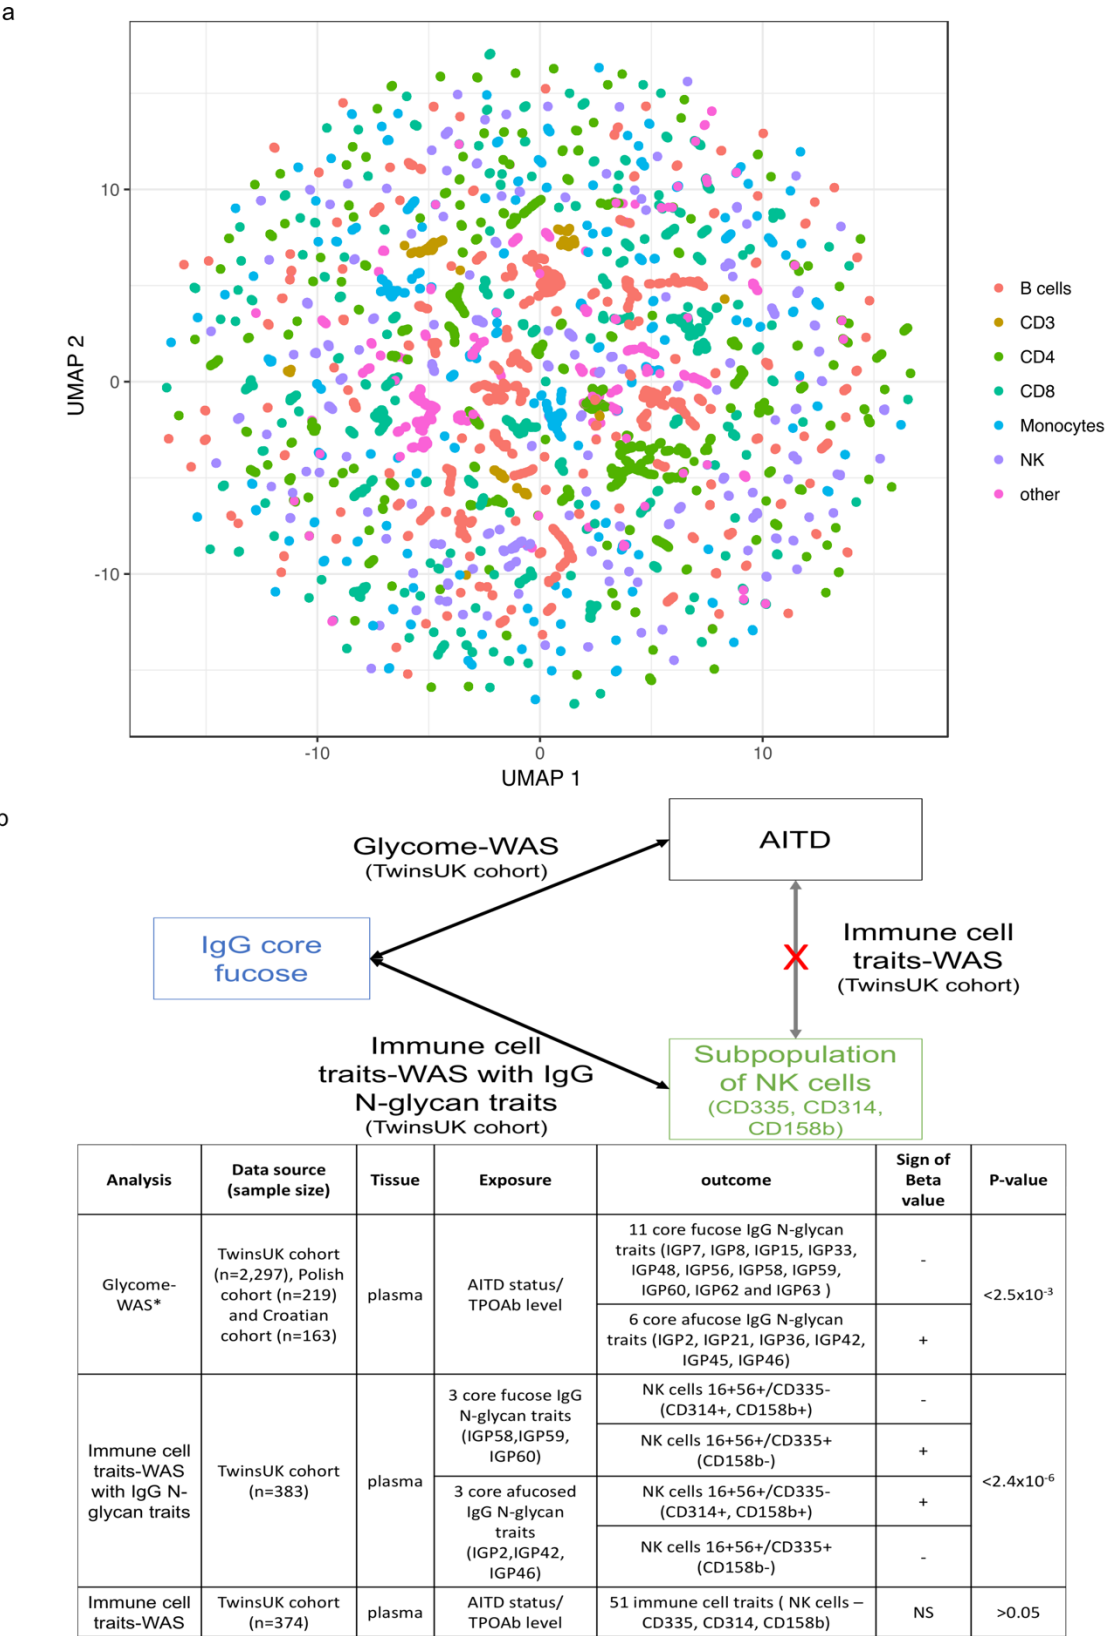 a
UMAP 2
10
0
-10
-10
0
10
UMAP 1
B cells
CD3
CD4
CD8
Monocytes
NK
other
b
Glycome-WAS
(TwinsUK cohort)
AITD
IgG core
fucose
Immune cell
traits-WAS
(TwinsUK cohort)
X
Immune cell
traits-WAS with IgG
N-glycan traits
(TwinsUK cohort)
Subpopulation
of NK cells
(CD335, CD314,
CD158b)
Analysis
Data source
(sample size)
Tissue
Exposure
outcome
Sign of
Beta
value
P-value
Glycome-
WAS*
TwinsUK cohort
(n=2,297), Polish
cohort (n=219)
and Croatian
cohort (n=163)
plasma
AITD status/
TPOAb level
11 core fucose IgG N-glycan
traits (IGP7, IGP8, IGP15, IGP33,
IGP48, IGP56, IGP58, IGP59,
IGP60, IGP62 and IGP63 )
-
6 core afucose IgG N-glycan
traits (IGP2, IGP21, IGP36, IGP42,
IGP45, IGP46)
+
<2.5x10⁻³
Immune cell
traits-WAS
with IgG N-
glycan traits
TwinsUK cohort
(n=383)
plasma
3 core fucose IgG
N-glycan traits
(IGP58,IGP59,
IGP60)
NK cells 16+56+/CD335-
(CD314+, CD158b+)
-
NK cells 16+56+/CD335+
(CD158b-)
+
3 core afucosed
IgG N-glycan
traits
(IGP2,IGP42,
IGP46)
NK cells 16+56+/CD335-
(CD314+, CD158b+)
+
NK cells 16+56+/CD335+
(CD158b-)
-
<2.4x10⁻⁶
Immune cell
traits-WAS
TwinsUK cohort
(n=374)
plasma
AITD status/
TPOAb level
51 immune cell traits ( NK cells –
CD335, CD314, CD158b)
NS
>0.05